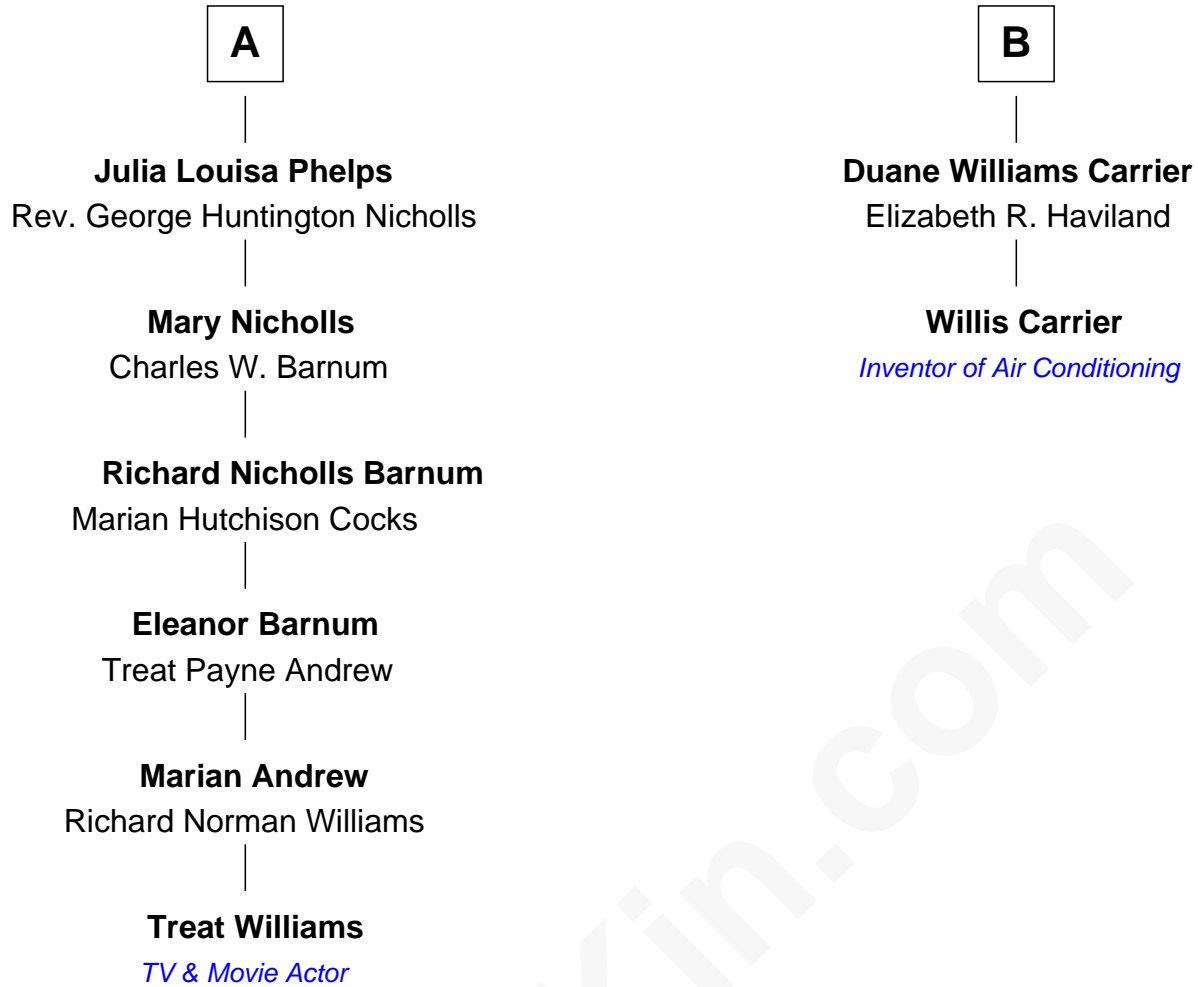 A
Julia Louisa Phelps
Rev. George Huntington Nicholls
Mary Nicholls
Charles W. Barnum
Richard Nicholls Barnum
Marian Hutchison Cocks
Eleanor Barnum
Treat Payne Andrew
Marian Andrew
Richard Norman Williams
Treat Williams
TV & Movie Actor
B
Duane Williams Carrier
Elizabeth R. Haviland
Willis Carrier
Inventor of Air Conditioning